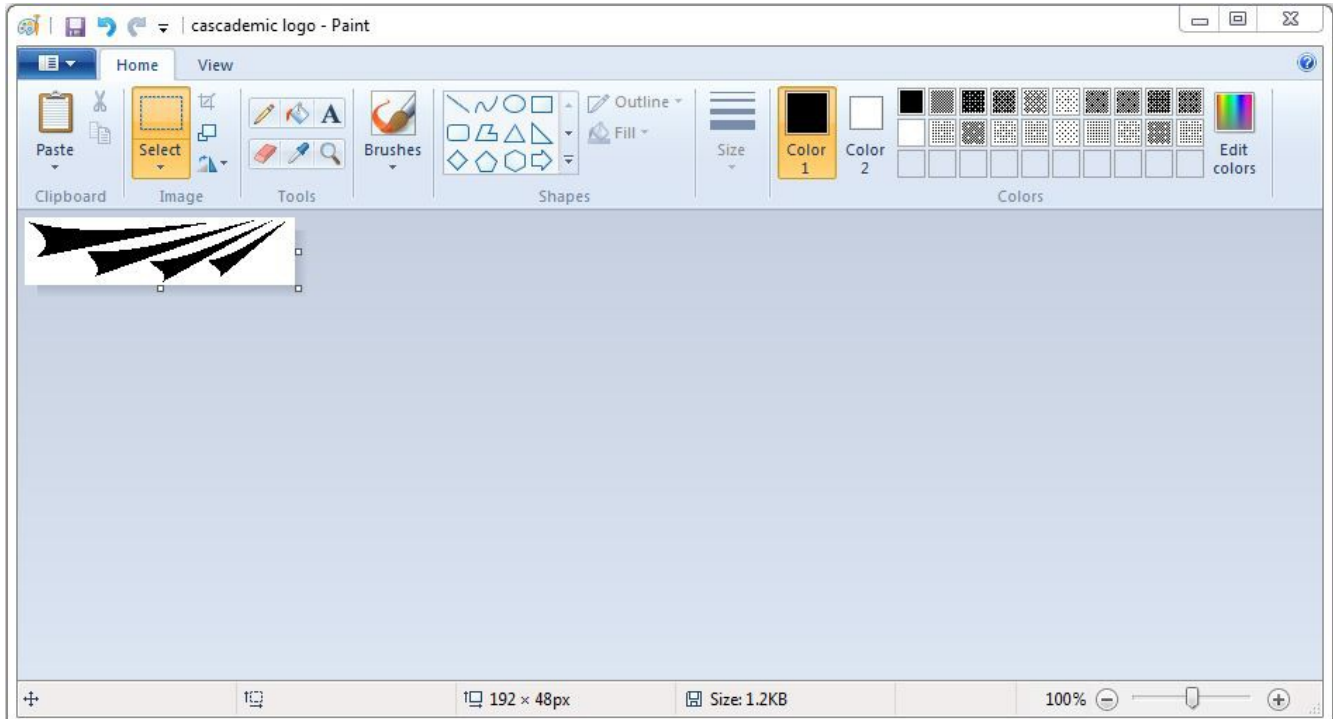 cascademic logo - Paint
Home View
Paste
Select
A
Brushes
Outline
Fill
Size
Color 1
Color 2
Edit colors
Clipboard
Image
Tools
Shapes
Colors
192 × 48px
Size: 1.2KB
100%